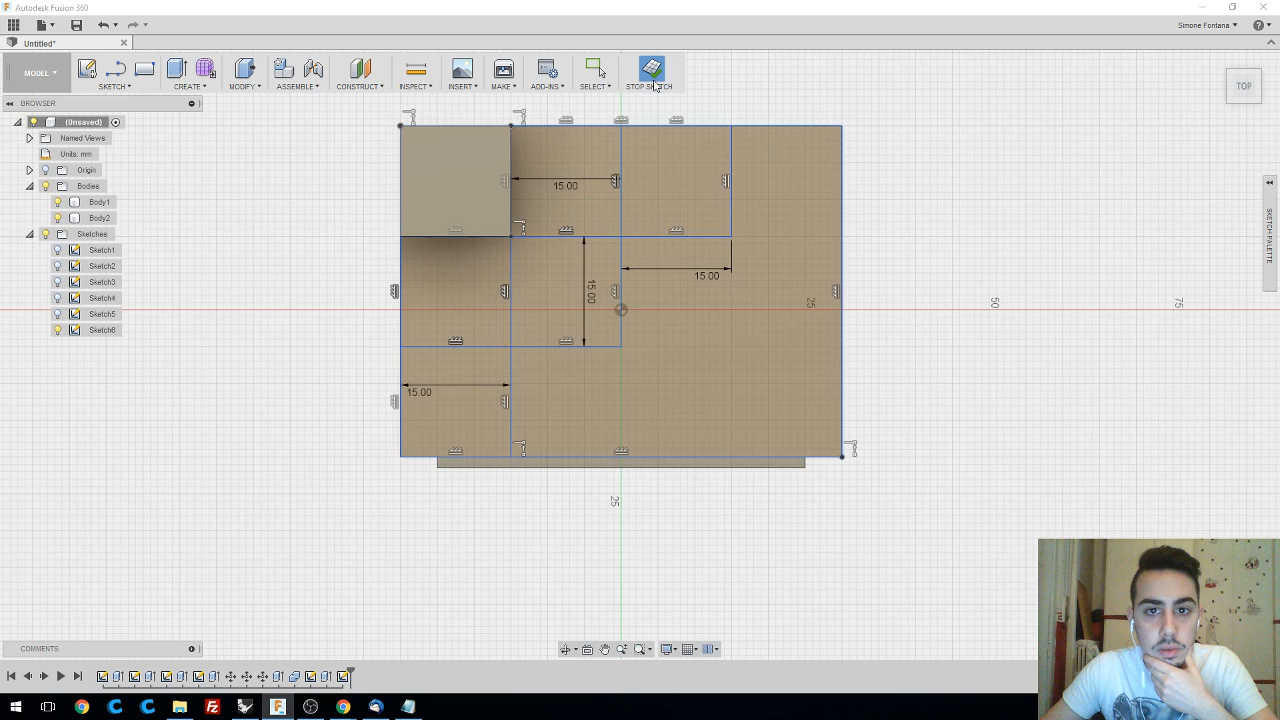 Autodesk Fusion 360
Simone Fontana
Untitled*
MODEL
SKETCH
CREATE
MODIFY
ASSEMBLE
CONSTRUCT
INSPECT
INSERT
MAKE
ADD-INS
SELECT
STOP SKETCH
TOP
BROWSER
(Unsaved)
Named Views
Units: mm
Origin
Bodies
Body1
Body2
Sketches
Sketch1
Sketch2
Sketch3
Sketch4
Sketch5
Sketch6
15.00
15.00
15.00
15.00
25
50
75
25
SKETCH PALETTE
COMMENTS